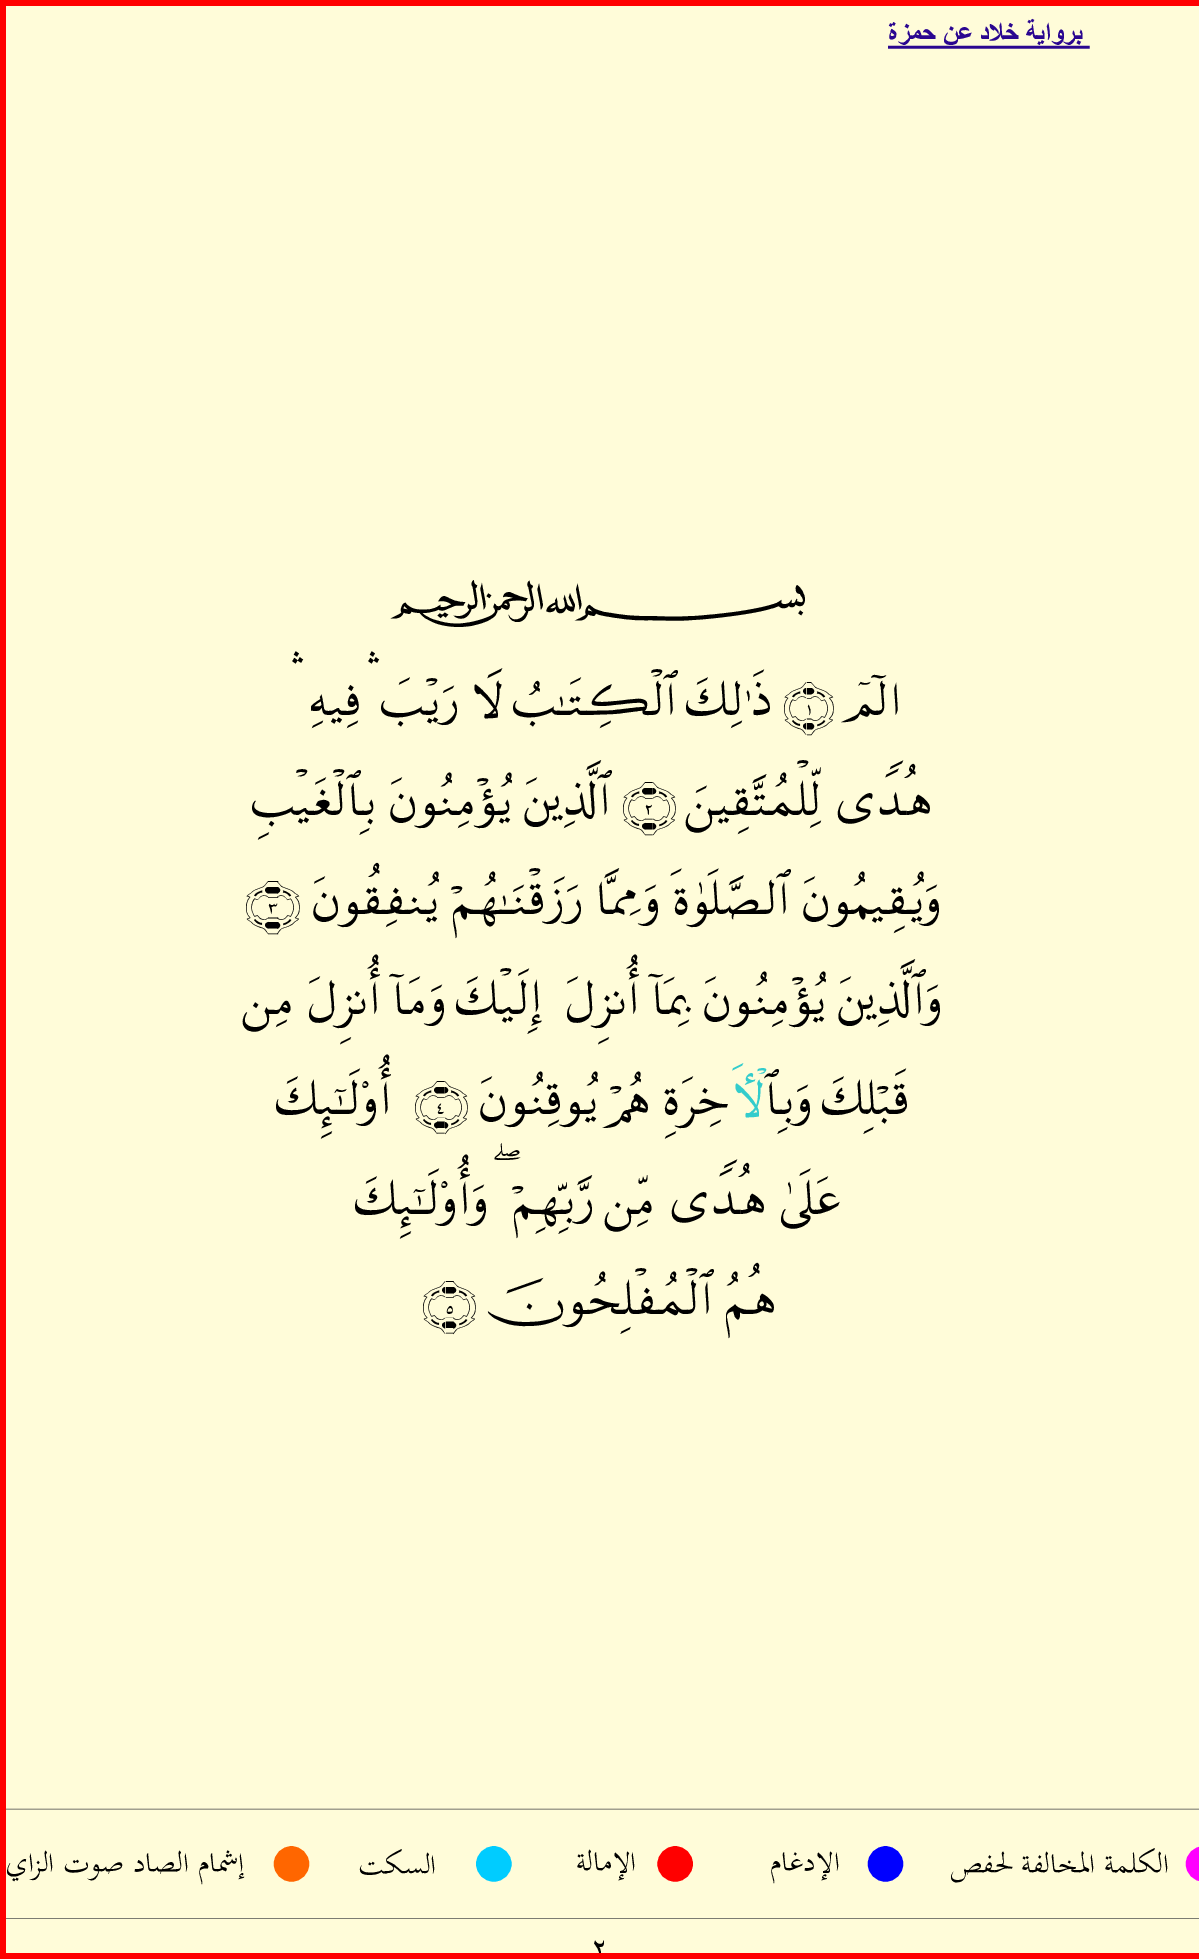 برواية خلاد عن حمزة
بسم الله الرحمن الرحيم
الٓمٓ ١ ذَٰلِكَ ٱلۡكِتَٰبُ لَا رَيۡبَۛ فِيهِۛ
هُدٗى لِّلۡمُتَّقِينَ ٢ ٱلَّذِينَ يُؤۡمِنُونَ بِٱلۡغَيۡبِ
وَيُقِيمُونَ ٱلصَّلَوٰةَ وَمِمَّا رَزَقۡنَٰهُمۡ يُنفِقُونَ ٣
وَٱلَّذِينَ يُؤۡمِنُونَ بِمَآ أُنزِلَ إِلَيۡكَ وَمَآ أُنزِلَ مِن
قَبۡلِكَ وَبِٱلۡأَخِرَةِ هُمۡ يُوقِنُونَ ٤ أُوْلَٰٓئِكَ
عَلَىٰ هُدٗى مِّن رَّبِّهِمۡۖ وَأُوْلَٰٓئِكَ
هُمُ ٱلۡمُفۡلِحُونَ ٥
الكلمة المخالفة لحفص الإدغام الإمالة السكت إشمام الصاد صوت الزاي
٢